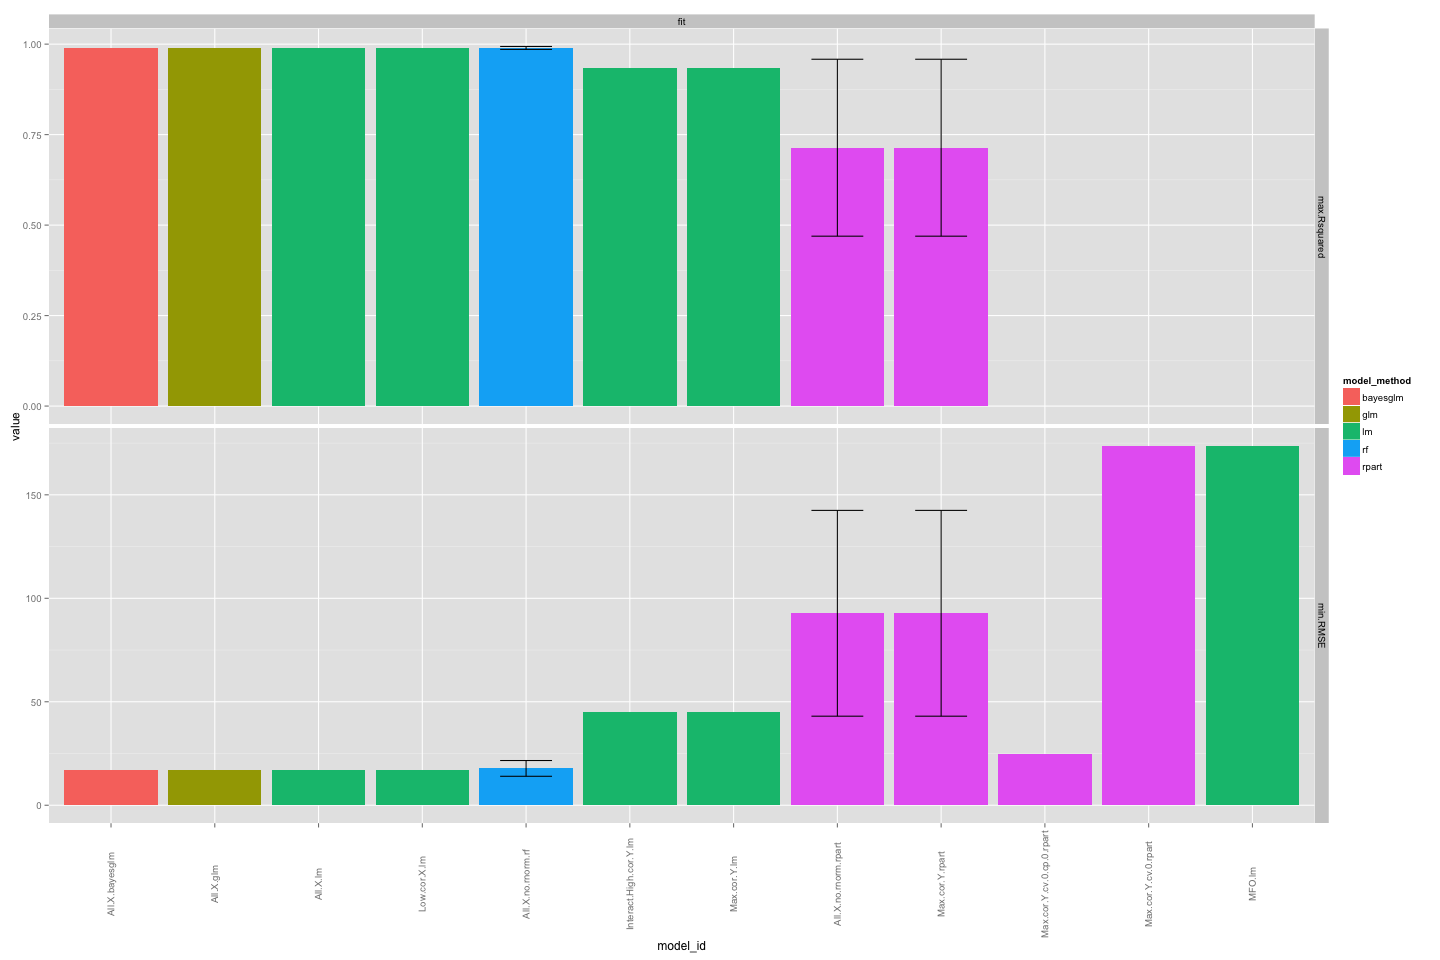 fit
1.00
0.75
0.50
0.25
0.00
max.Rsquared
value
150
100
50
0
min.RMSE
All.X.bayesglm
All.X.glm
All.X.lm
Low.cor.X.lm
All.X.no.rnorm.rf
Interact.High.cor.Y.lm
Max.cor.Y.lm
All.X.no.rnorm.rpart
Max.cor.Y.rpart
Max.cor.Y.cv.0.cp.0.rpart
Max.cor.Y.cv.0.rpart
MFO.lm
model_id
model_method
bayesglm
glm
lm
rf
rpart